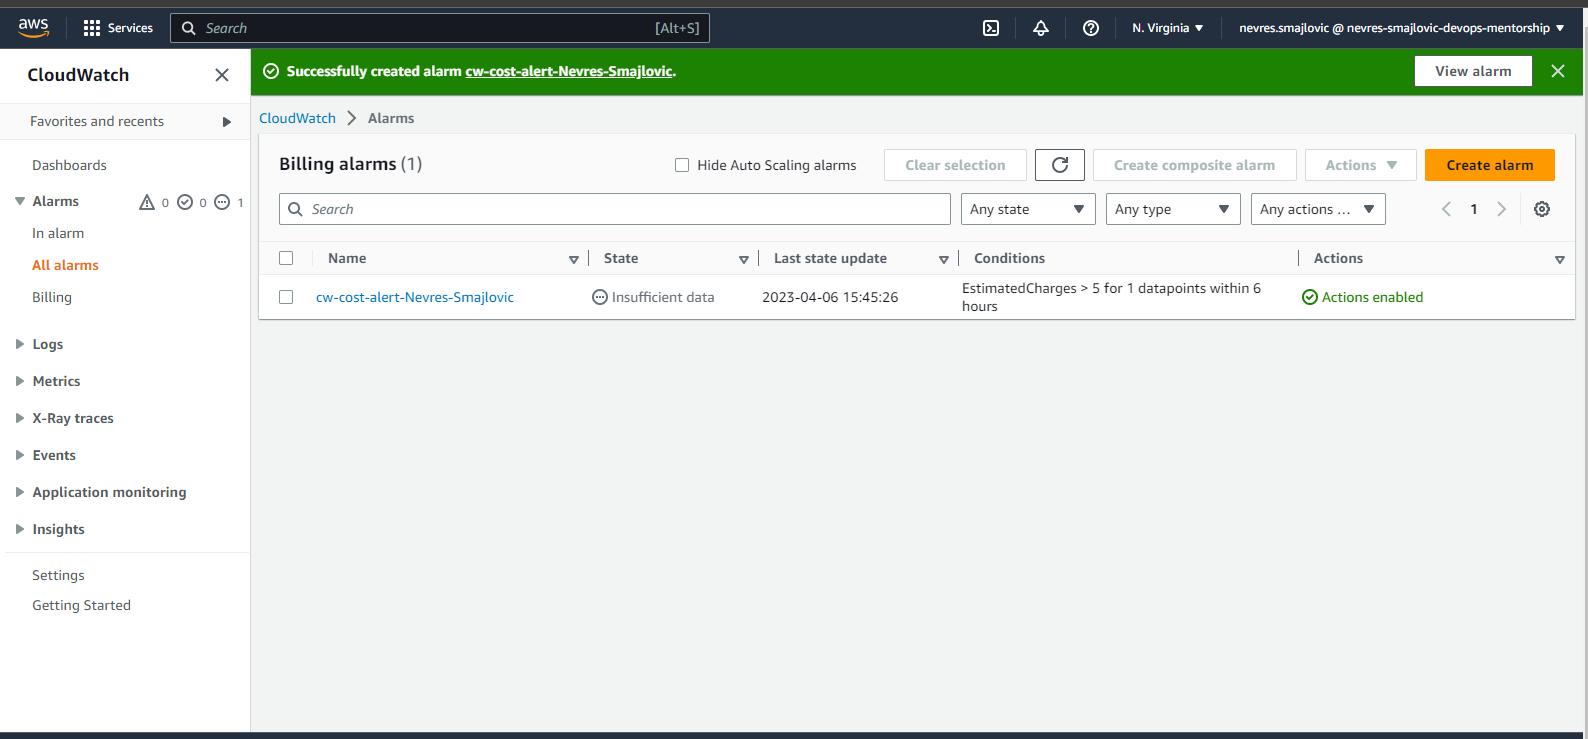 aws
Services
Search
[Alt+S]
N. Virginia
nevres.smajlovic @ nevres-smajlovic-devops-mentorship
CloudWatch
Favorites and recents
Dashboards
Alarms 0 0 1
In alarm
All alarms
Billing
Logs
Metrics
X-Ray traces
Events
Application monitoring
Insights
Settings
Getting Started
Successfully created alarm cw-cost-alert-Nevres-Smajlovic.
View alarm
CloudWatch Alarms
Billing alarms (1)
Hide Auto Scaling alarms
Clear selection
Create composite alarm
Actions
Create alarm
Search
Any state
Any type
Any actions ...
1
Name State Last state update Conditions Actions
cw-cost-alert-Nevres-Smajlovic Insufficient data 2023-04-06 15:45:26 EstimatedCharges > 5 for 1 datapoints within 6
hours
Actions enabled